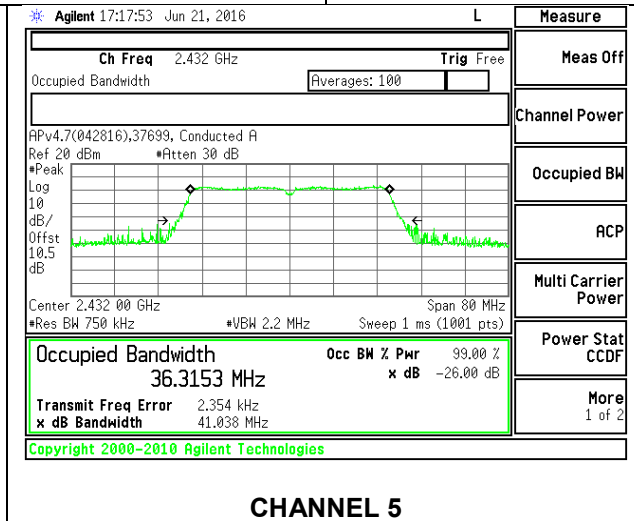 Agilent 17:17:53 Jun 21, 2016 L
Measure
Ch Freq 2.432 GHz Trig Free
Occupied Bandwidth Averages: 100
APv4.7(042816),37699, Conducted A
Ref 20 dBm #Atten 30 dB
#Peak
Log
10
dB/
Offst
10.5
dB
Center 2.432 00 GHz Span 80 MHz
#Res BW 750 kHz #VBW 2.2 MHz Sweep 1 ms (1001 pts)
Occupied Bandwidth Occ BW % Pwr 99.00 %
36.3153 MHz x dB -26.00 dB
Transmit Freq Error 2.354 kHz
x dB Bandwidth 41.038 MHz
Copyright 2000-2010 Agilent Technologies
Meas Off
Channel Power
Occupied BW
ACP
Multi Carrier
Power
Power Stat
CCDF
More
1 of 2
CHANNEL 5